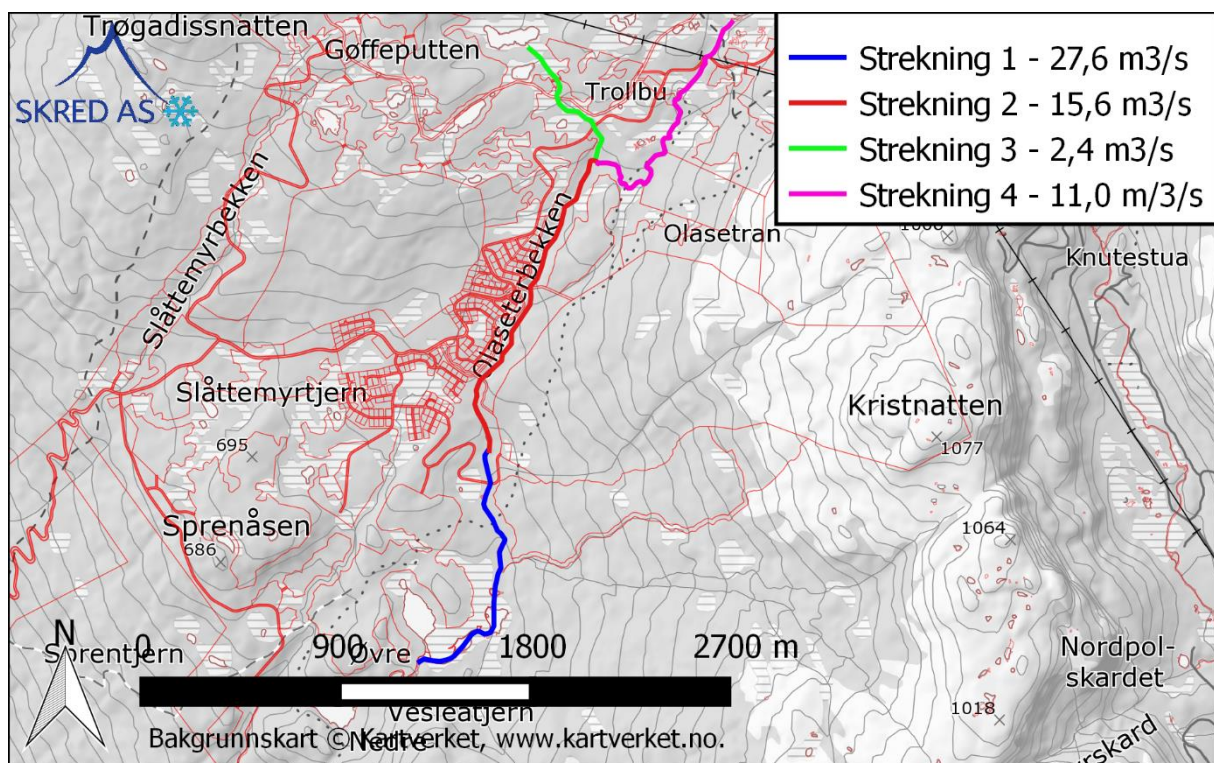 Trøgadissnatten
SKRED AS
Gøffeputten
Trollbu
Strekning 1 - 27,6 m3/s
Strekning 2 - 15,6 m3/s
Strekning 3 - 2,4 m3/s
Strekning 4 - 11,0 m/3/s
Slåttemyrbekken
Olaseterbekken
Olasetran
Knutestua
Slåttemyrtjern
Kristnatten
695
1077
Sprenåsen
1064
686
N
0
900
1800
2700 m
Øvre
Nordpol-
skardet
Vesleatjern
1018
Nedre
Bakgrunnskart © Kartverket, www.kartverket.no.